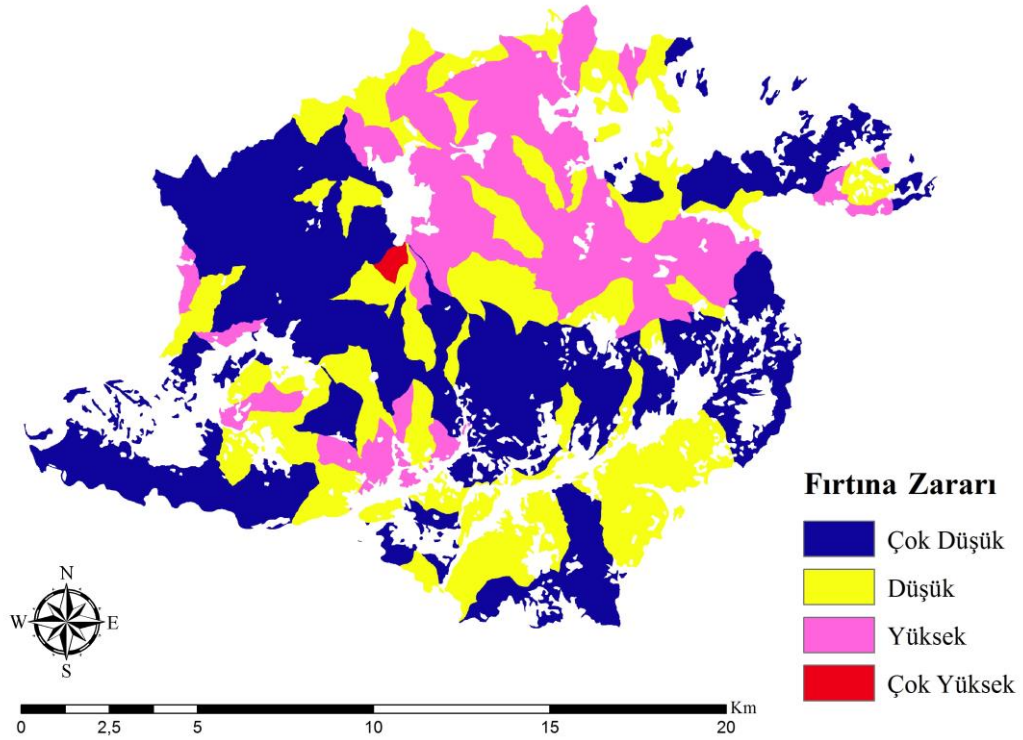 Fırtına Zararı
Çok Düşük
Düşük
Yüksek
Çok Yüksek
N
W E
S
Km
0 2,5 5 10 15 20